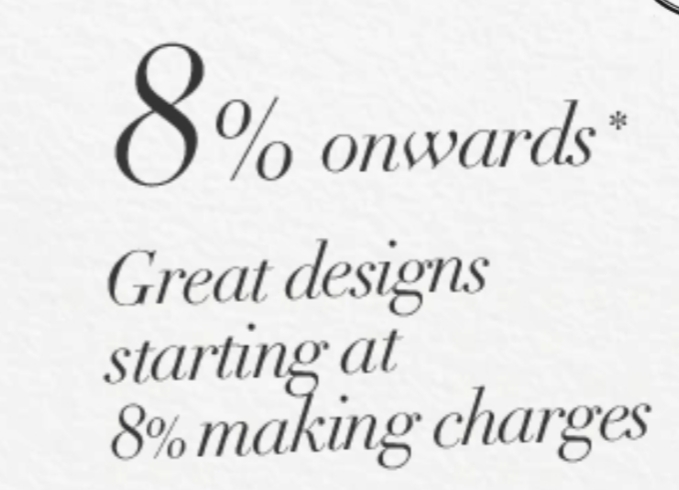 8% onwards*
Great designs
starting at
8% making charges